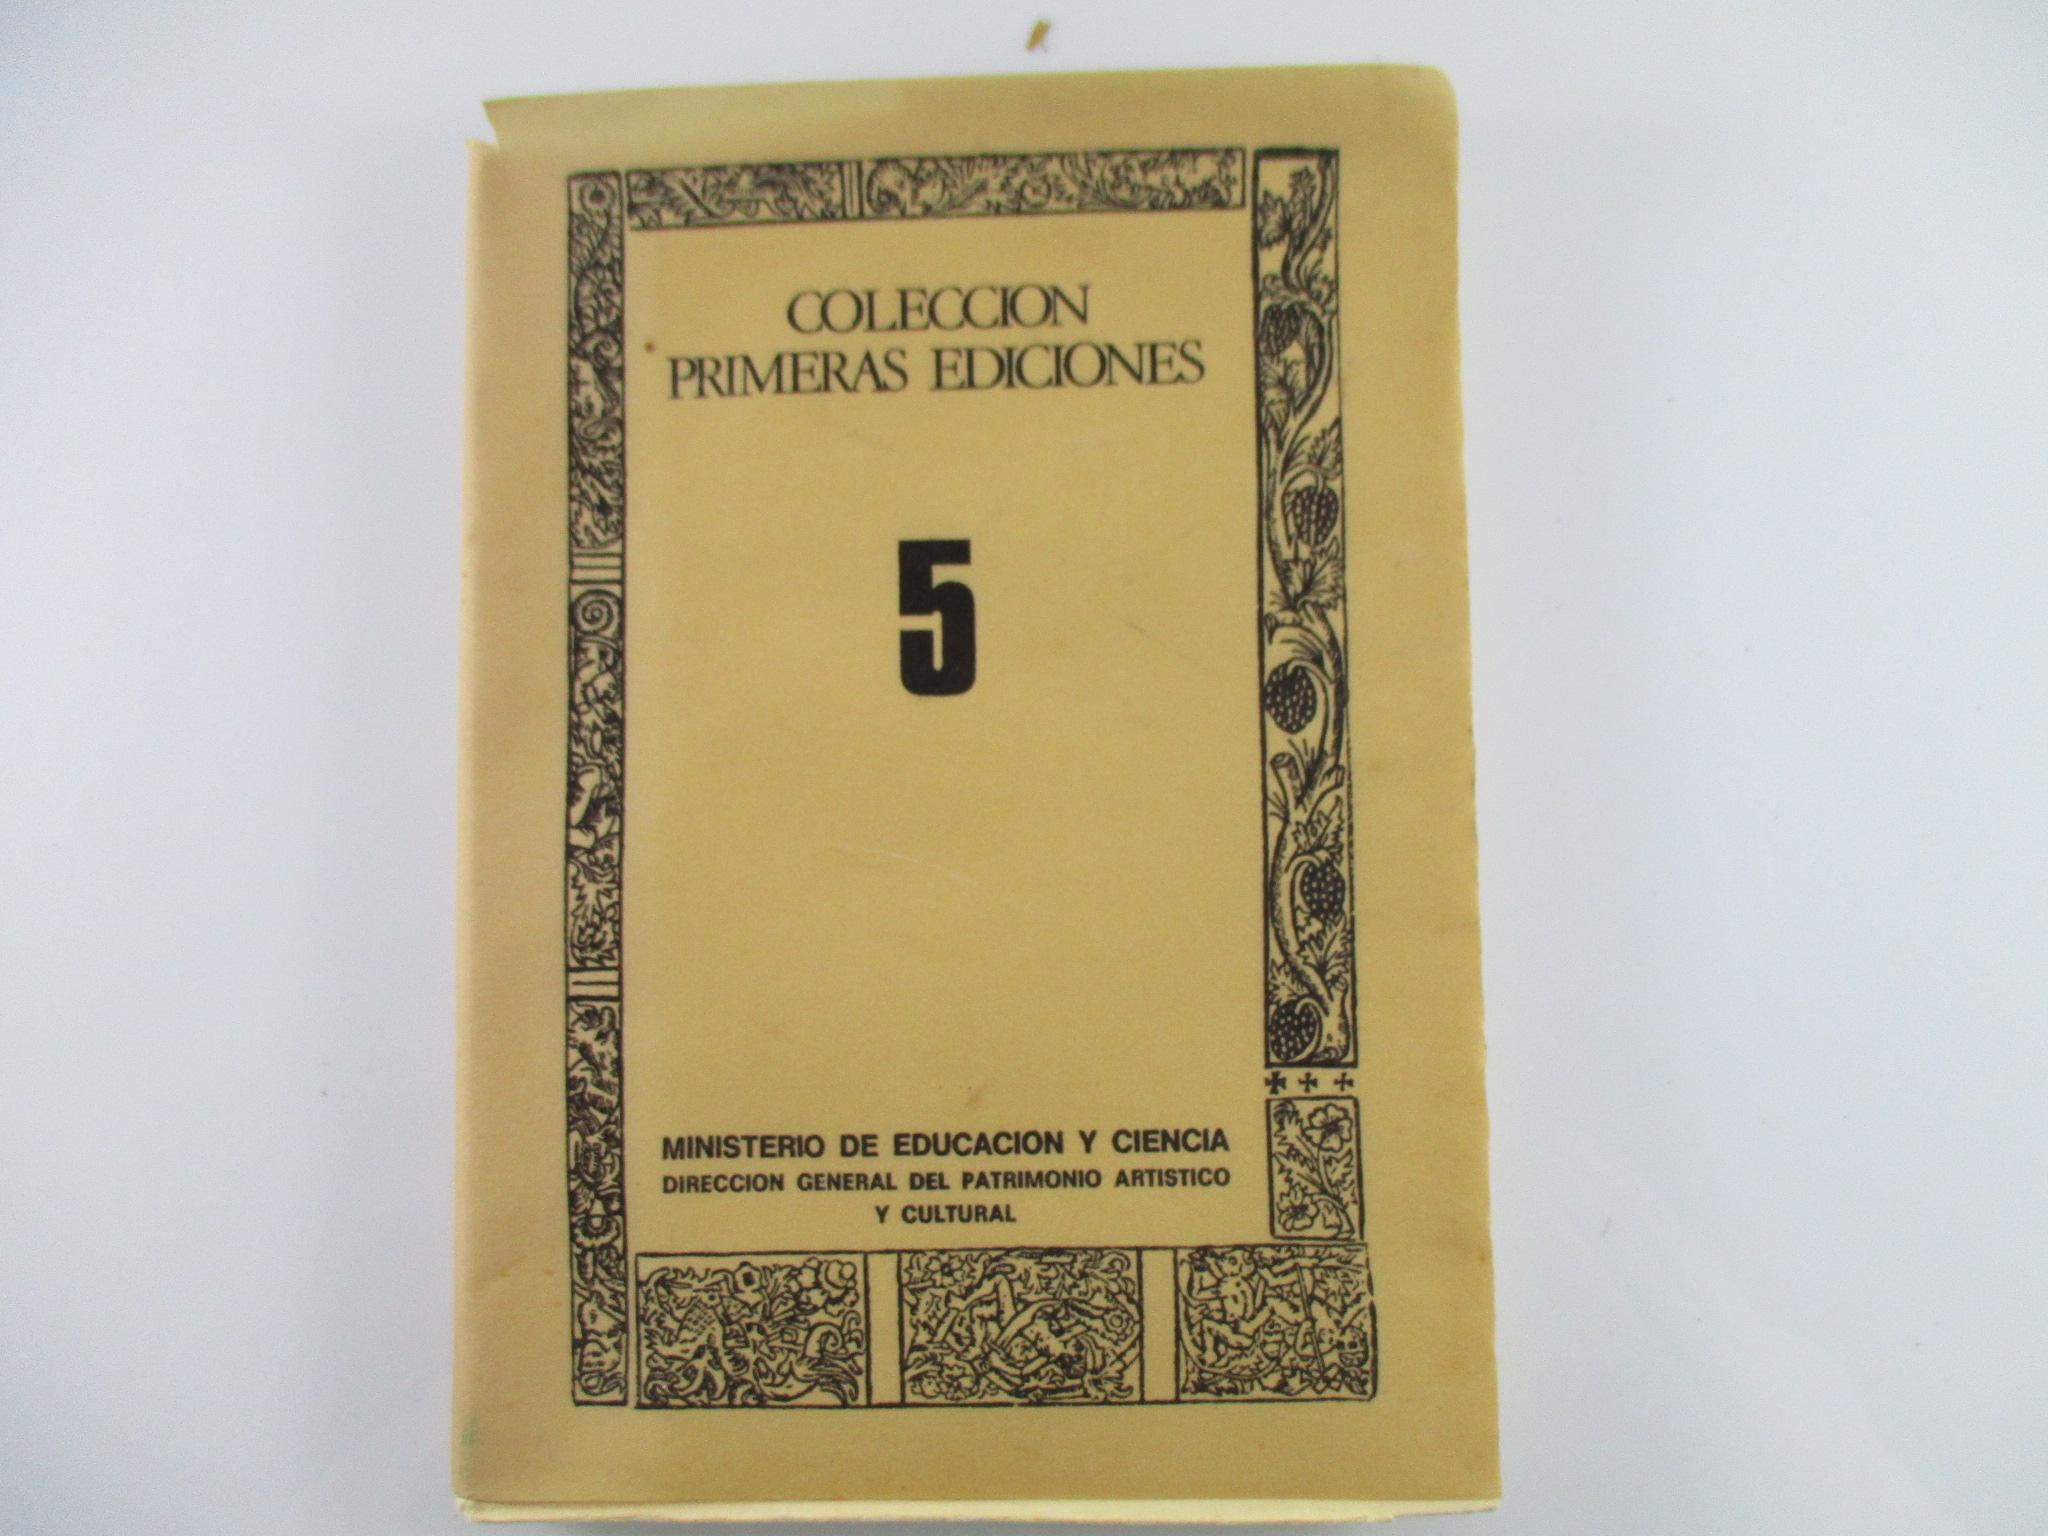 COLECCION
PRIMERAS EDICIONES
5
MINISTERIO DE EDUCACION Y CIENCIA
DIRECCION GENERAL DEL PATRIMONIO ARTISTICO
Y CULTURAL